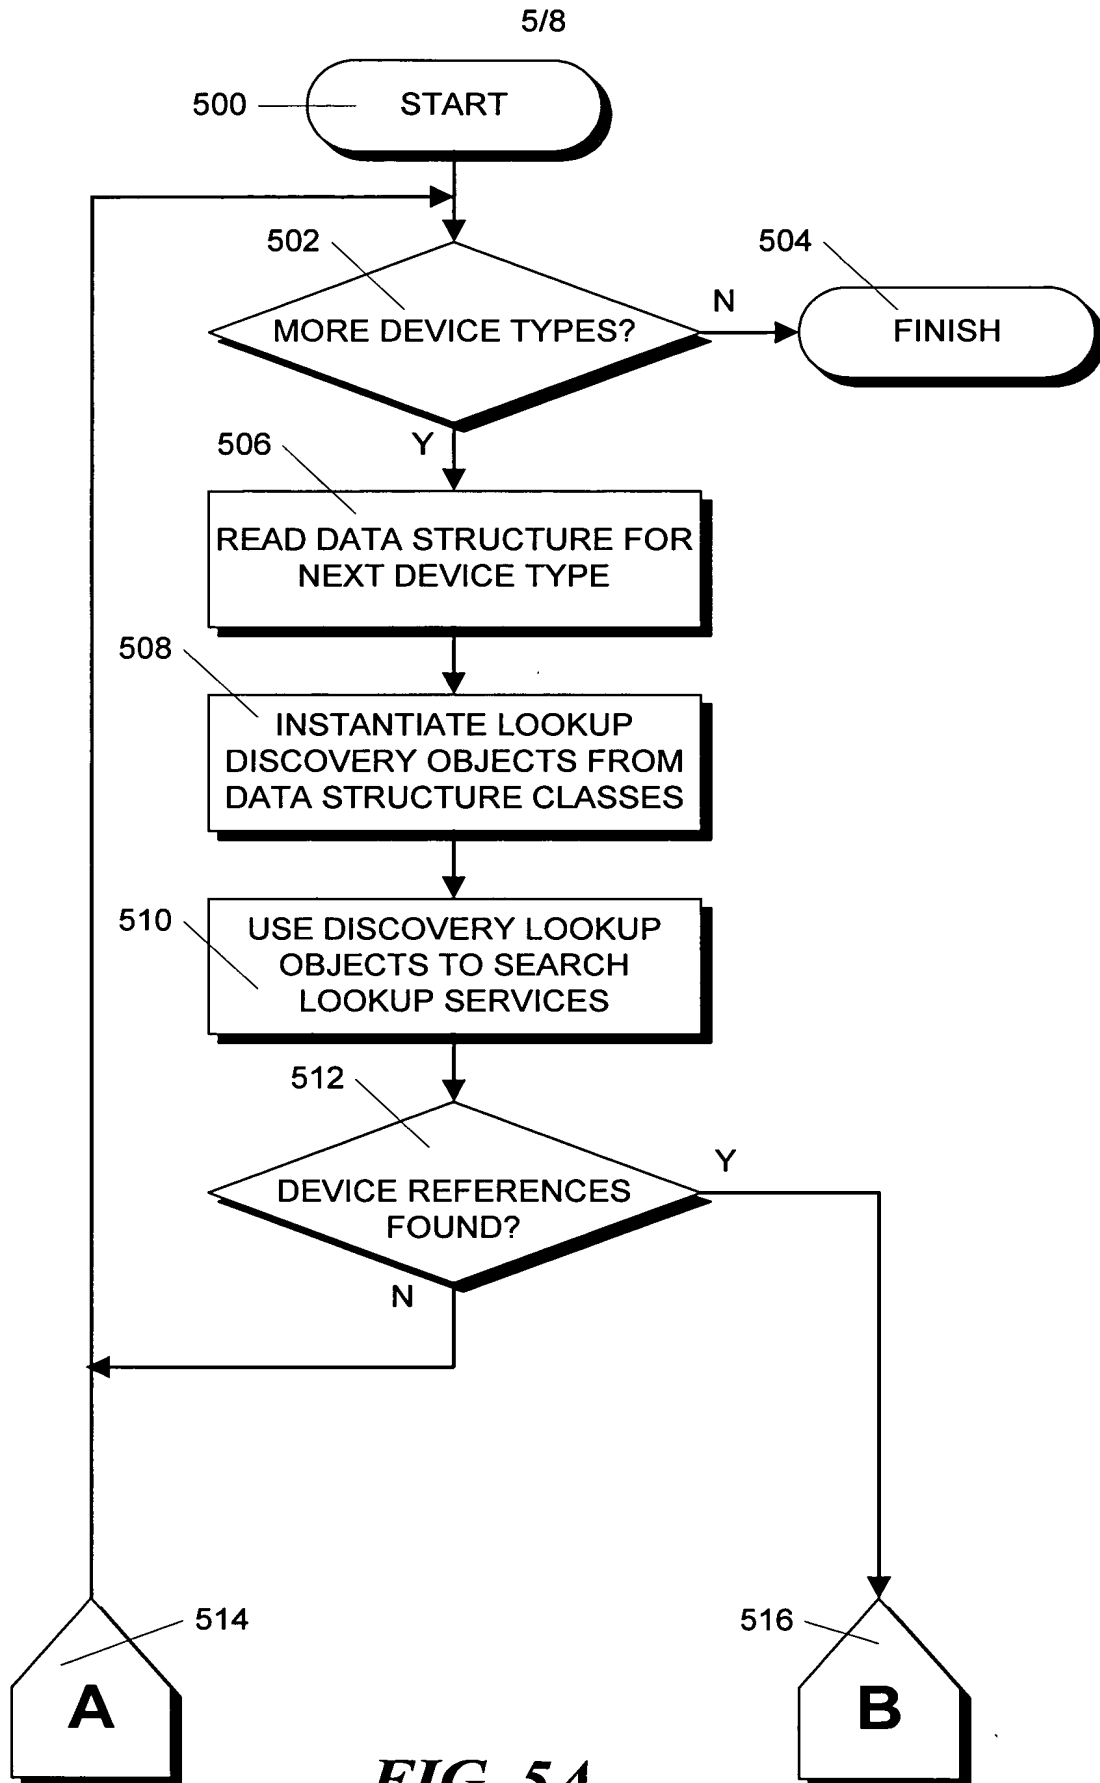 5/8
500
START
502
504
MORE DEVICE TYPES?
N
FINISH
Y
506
READ DATA STRUCTURE FOR
NEXT DEVICE TYPE
508
INSTANTIATE LOOKUP
DISCOVERY OBJECTS FROM
DATA STRUCTURE CLASSES
510
USE DISCOVERY LOOKUP
OBJECTS TO SEARCH
LOOKUP SERVICES
512
Y
DEVICE REFERENCES
FOUND?
N
514
516
A
B
FIG. 5A